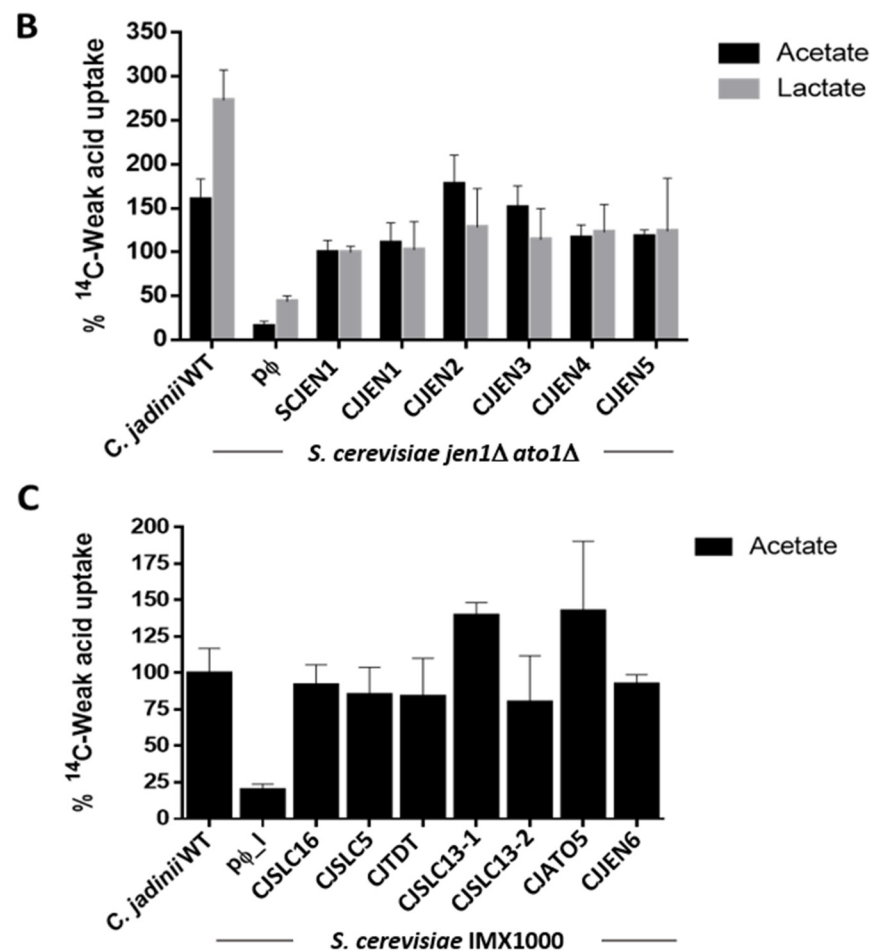 B
% ¹⁴C-Weak acid uptake
350
300
250
200
150
100
50
0
Acetate
Lactate
C. jadinii WT
pϕ
SCJEN1
CJJEN1
CJJEN2
CJJEN3
CJJEN4
CJJEN5
S. cerevisiae jen1Δ ato1Δ
C
% ¹⁴C-Weak acid uptake
200
175
150
125
100
75
50
25
0
Acetate
C. jadinii WT
pϕ_I
CJSLC16
CJSLC5
CJTDT
CJSLC13-1
CJSLC13-2
CJATO5
CJJEN6
S. cerevisiae IMX1000